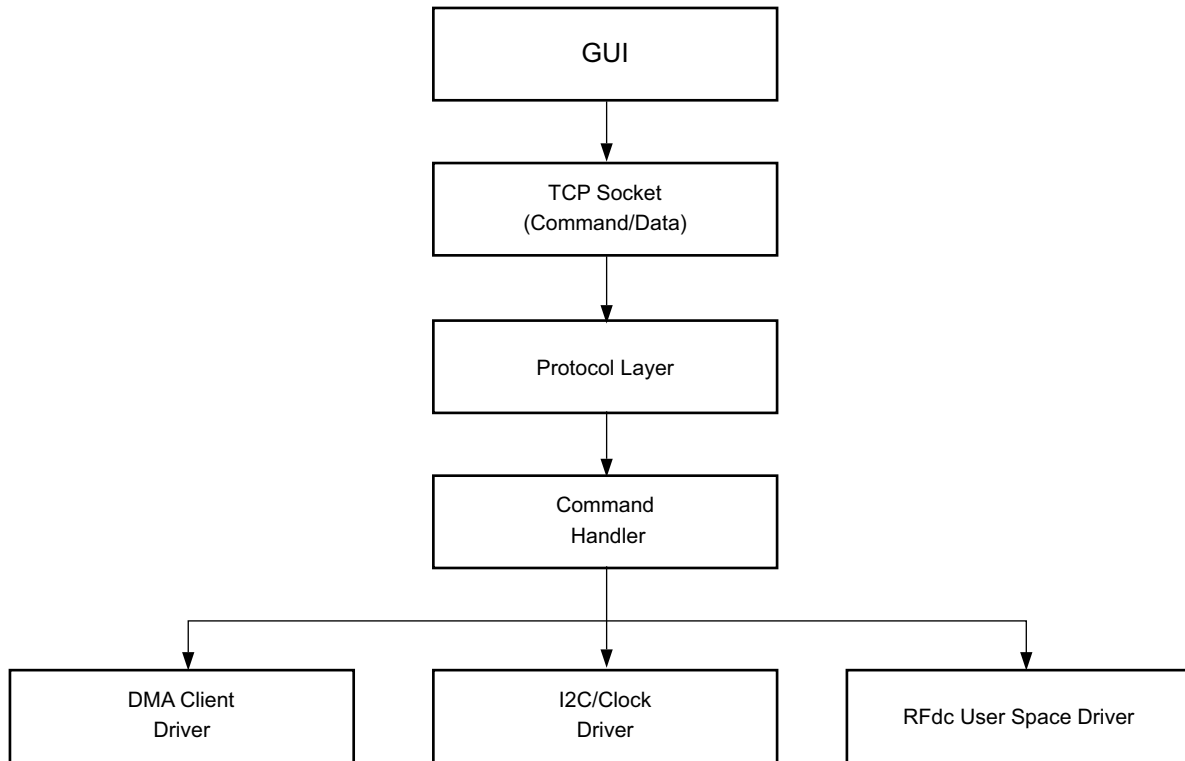 GUI
TCP Socket
(Command/Data)
Protocol Layer
Command
Handler
DMA Client
Driver
I2C/Clock
Driver
RFdc User Space Driver